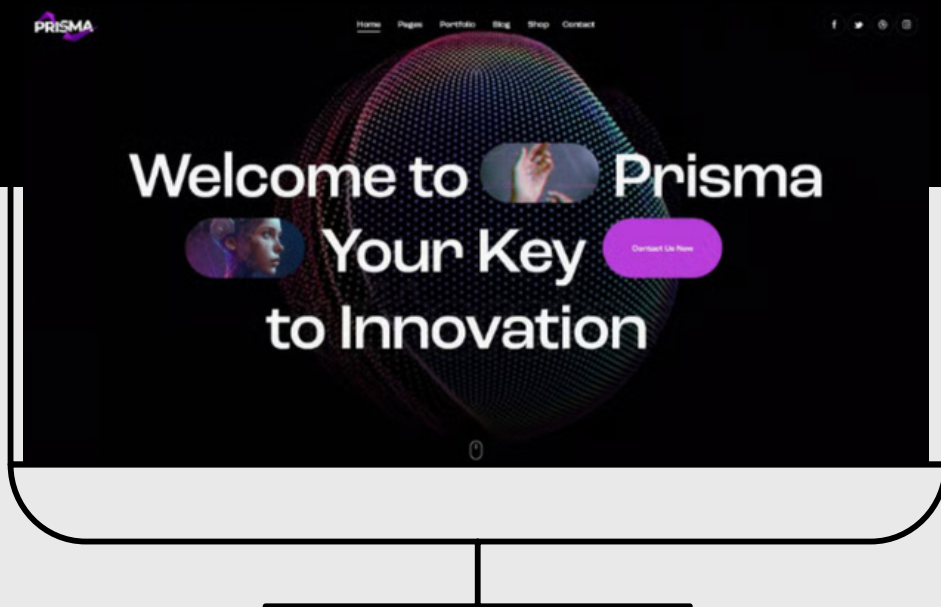 PRISMA
Home Pages Portfolio Blog Shop Contact
Welcome to Prisma
Your Key Contact Us Now
to Innovation